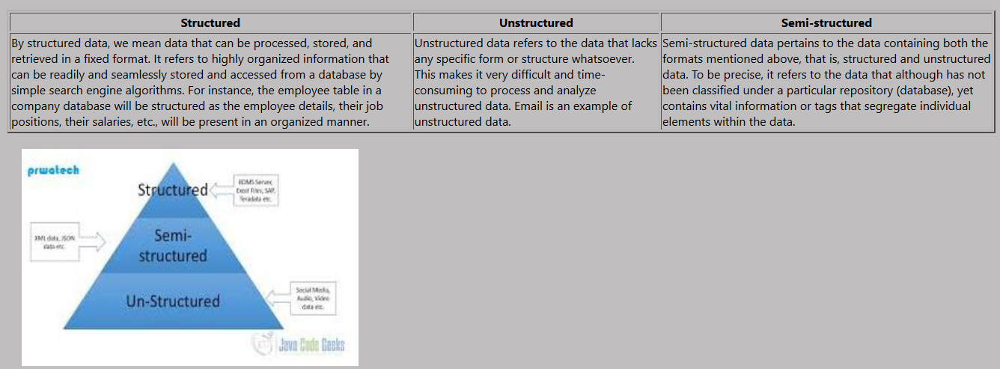 Structured
By structured data, we mean data that can be processed, stored, and
retrieved in a fixed format. It refers to highly organized information that
can be readily and seamlessly stored and accessed from a database by
simple search engine algorithms. For instance, the employee table in a
company database will be structured as the employee details, their job
positions, their salaries, etc., will be present in an organized manner.
Unstructured
Unstructured data refers to the data that lacks
any specific form or structure whatsoever.
This makes it very difficult and time-
consuming to process and analyze
unstructured data. Email is an example of
unstructured data.
Semi-structured
Semi-structured data pertains to the data containing both the
formats mentioned above, that is, structured and unstructured
data. To be precise, it refers to the data that although has not
been classified under a particular repository (database), yet
contains vital information or tags that segregate individual
elements within the data.
prwatech
Structured
RDMS Server,
Excel Files, SAP,
Teradata etc.
XML data, JSON
data etc.
Semi-
structured
Un-Structured
Social Media,
Audio, Video
data etc.
Java Code Geeks